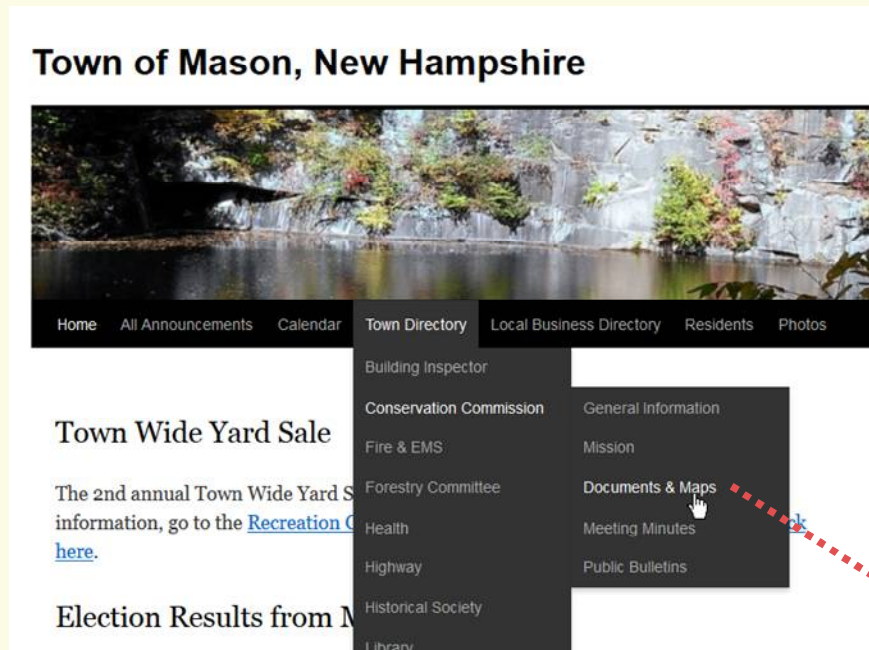 Town of Mason, New Hampshire
Home All Announcements Calendar Town Directory Local Business Directory Residents Photos
Building Inspector
Conservation Commission
Fire & EMS
Forestry Committee
Health
Highway
Historical Society
Library
General Information
Mission
Documents & Maps
Meeting Minutes
Public Bulletins
Town Wide Yard Sale
The 2nd annual Town Wide Yard S
information, go to the Recreation
here.
Election Results from